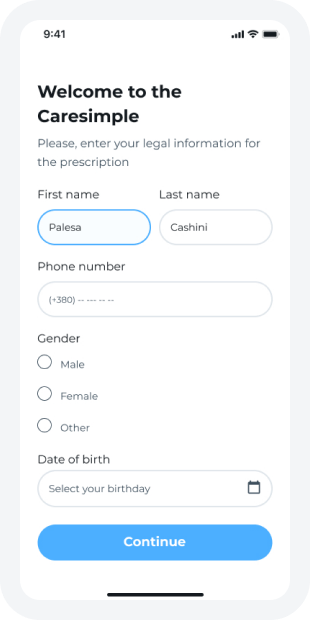 9:41
Welcome to the
Caresimple
Please, enter your legal information for
the prescription
First name Last name
Palesa Cashini
Phone number
(+380) -- --- -- --
Gender
Male
Female
Other
Date of birth
Select your birthday
Continue